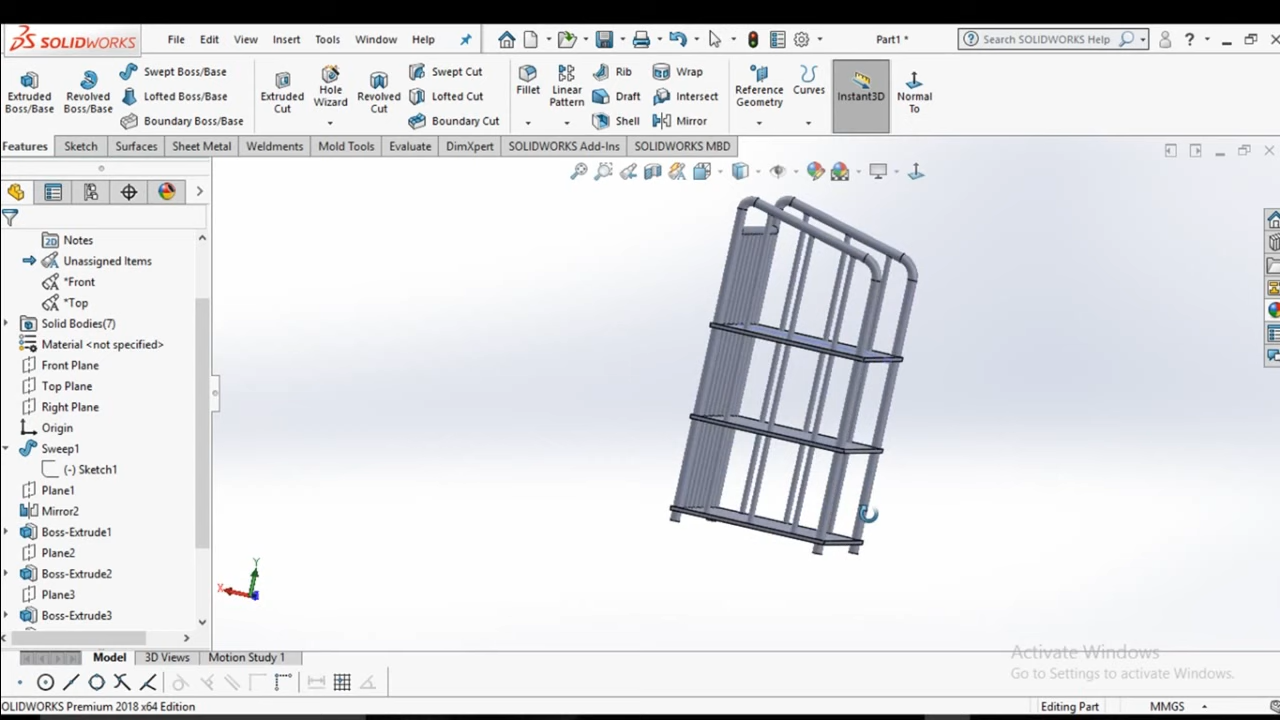 SOLIDWORKS File Edit View Insert Tools Window Help Part1 * Search SOLIDWORKS Help ?
Extruded Boss/Base
Revolved Boss/Base
Swept Boss/Base
Lofted Boss/Base
Boundary Boss/Base
Extruded Cut
Hole Wizard
Revolved Cut
Swept Cut
Lofted Cut
Boundary Cut
Fillet
Linear Pattern
Rib
Draft
Shell
Wrap
Intersect
Mirror
Reference Geometry
Curves
Instant3D
Normal To
Features Sketch Surfaces Sheet Metal Weldments Mold Tools Evaluate DimXpert SOLIDWORKS Add-Ins SOLIDWORKS MBD
Notes
Unassigned Items
*Front
*Top
Solid Bodies(7)
Material <not specified>
Front Plane
Top Plane
Right Plane
Origin
Sweep1
(-) Sketch1
Plane1
Mirror2
Boss-Extrude1
Plane2
Boss-Extrude2
Plane3
Boss-Extrude3
Y
X
Model 3D Views Motion Study 1
Activate Windows
Go to Settings to activate Windows.
SOLIDWORKS Premium 2018 x64 Edition Editing Part MMGS